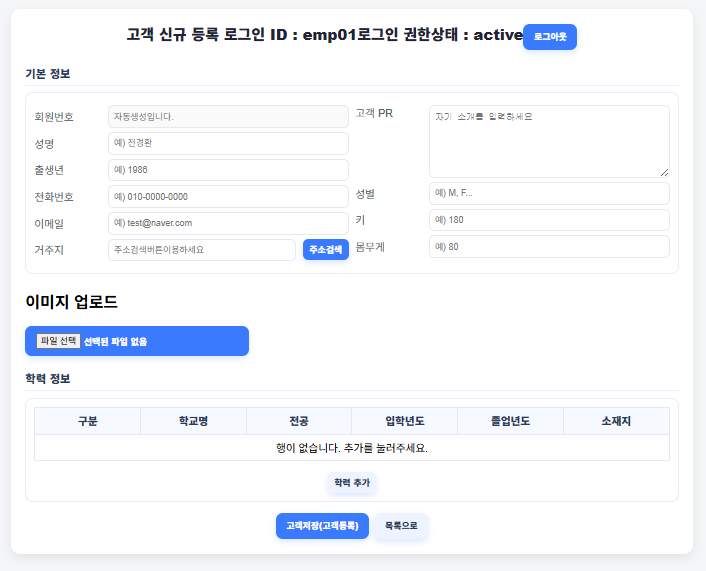 고객 신규 등록 로그인 ID : emp01로그인 권한상태 : active 로그아웃
기본 정보
회원번호 자동생성입니다.
성명 예) 전경환
출생년 예) 1986
전화번호 예) 010-0000-0000
이메일 예) test@naver.com
거주지 주소검색버튼이용하세요 주소검색
고객 PR 자기 소개를 입력하세요
성별 예) M, F...
키 예) 180
몸무게 예) 80
이미지 업로드
파일 선택 선택된 파일 없음
학력 정보
구분 학교명 전공 입학년도 졸업년도 소재지
행이 없습니다. 추가를 눌러주세요.
학력 추가
고객저장(고객등록) 목록으로